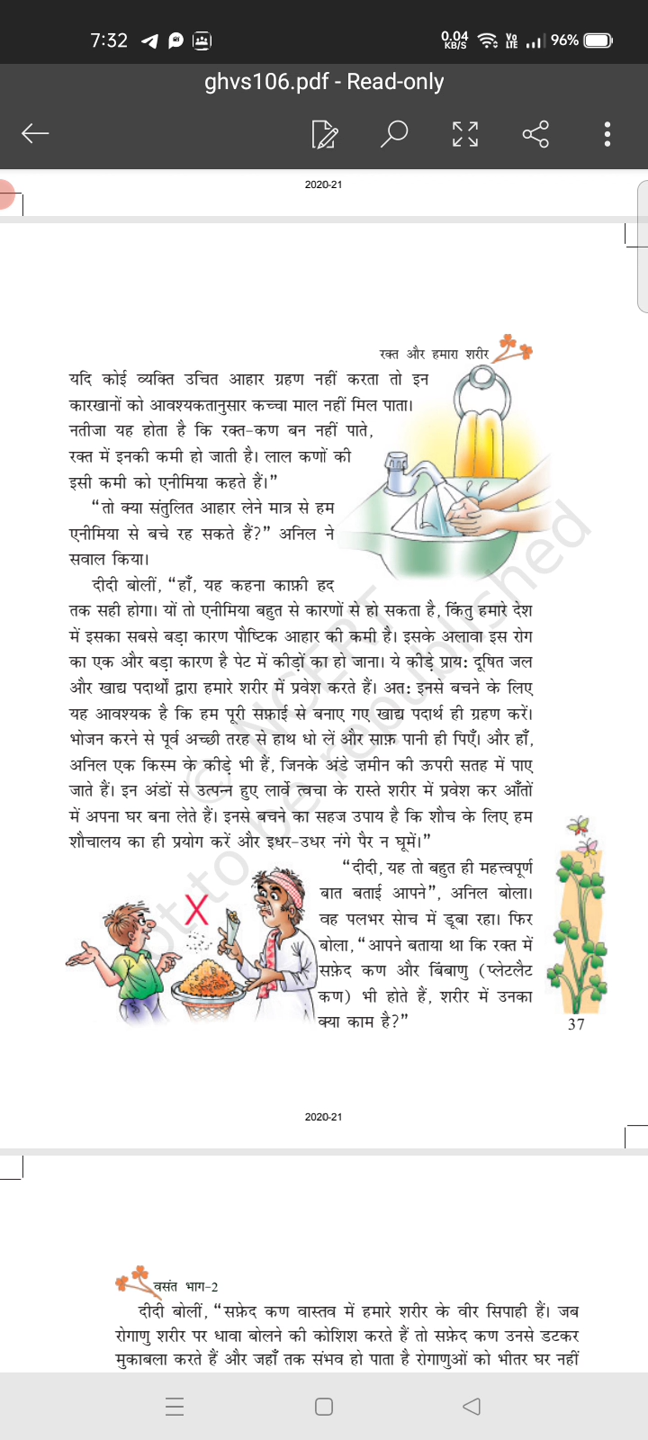 7:32
0.04 KB/S
Vo LTE
96%
ghvs106.pdf - Read-only
2020-21
रक्त और हमारा शरीर
यदि कोई व्यक्ति उचित आहार ग्रहण नहीं करता तो इन
कारखानों को आवश्यकतानुसार कच्चा माल नहीं मिल पाता।
नतीजा यह होता है कि रक्त-कण बन नहीं पाते,
रक्त में इनकी कमी हो जाती है। लाल कणों की
इसी कमी को एनीमिया कहते हैं।”
“तो क्या संतुलित आहार लेने मात्र से हम
एनीमिया से बचे रह सकते हैं?” अनिल ने
सवाल किया।
दीदी बोलीं, “हाँ, यह कहना काफ़ी हद
तक सही होगा। यों तो एनीमिया बहुत से कारणों से हो सकता है, किंतु हमारे देश
में इसका सबसे बड़ा कारण पौष्टिक आहार की कमी है। इसके अलावा इस रोग
का एक और बड़ा कारण है पेट में कीड़ों का हो जाना। ये कीड़े प्राय: दूषित जल
और खाद्य पदार्थों द्वारा हमारे शरीर में प्रवेश करते हैं। अत: इनसे बचने के लिए
यह आवश्यक है कि हम पूरी सफ़ाई से बनाए गए खाद्य पदार्थ ही ग्रहण करें।
भोजन करने से पूर्व अच्छी तरह से हाथ धो लें और साफ़ पानी ही पिएँ। और हाँ,
अनिल एक किस्म के कीड़े भी हैं, जिनके अंडे ज़मीन की ऊपरी सतह में पाए
जाते हैं। इन अंडों से उत्पन्न हुए लार्वे त्वचा के रास्ते शरीर में प्रवेश कर आँतों
में अपना घर बना लेते हैं। इनसे बचने का सहज उपाय है कि शौच के लिए हम
शौचालय का ही प्रयोग करें और इधर-उधर नंगे पैर न घूमें।”
“दीदी, यह तो बहुत ही महत्त्वपूर्ण
बात बताई आपने”, अनिल बोला।
वह पलभर सोच में डूबा रहा। फिर
बोला, “आपने बताया था कि रक्त में
सफ़ेद कण और बिंबाणु (प्लेटलैट
कण) भी होते हैं, शरीर में उनका
क्या काम है?”
37
© NCERT
not to be republished
2020-21
वसंत भाग-2
दीदी बोलीं, “सफ़ेद कण वास्तव में हमारे शरीर के वीर सिपाही हैं। जब
रोगाणु शरीर पर धावा बोलने की कोशिश करते हैं तो सफ़ेद कण उनसे डटकर
मुकाबला करते हैं और जहाँ तक संभव हो पाता है रोगाणुओं को भीतर घर नहीं